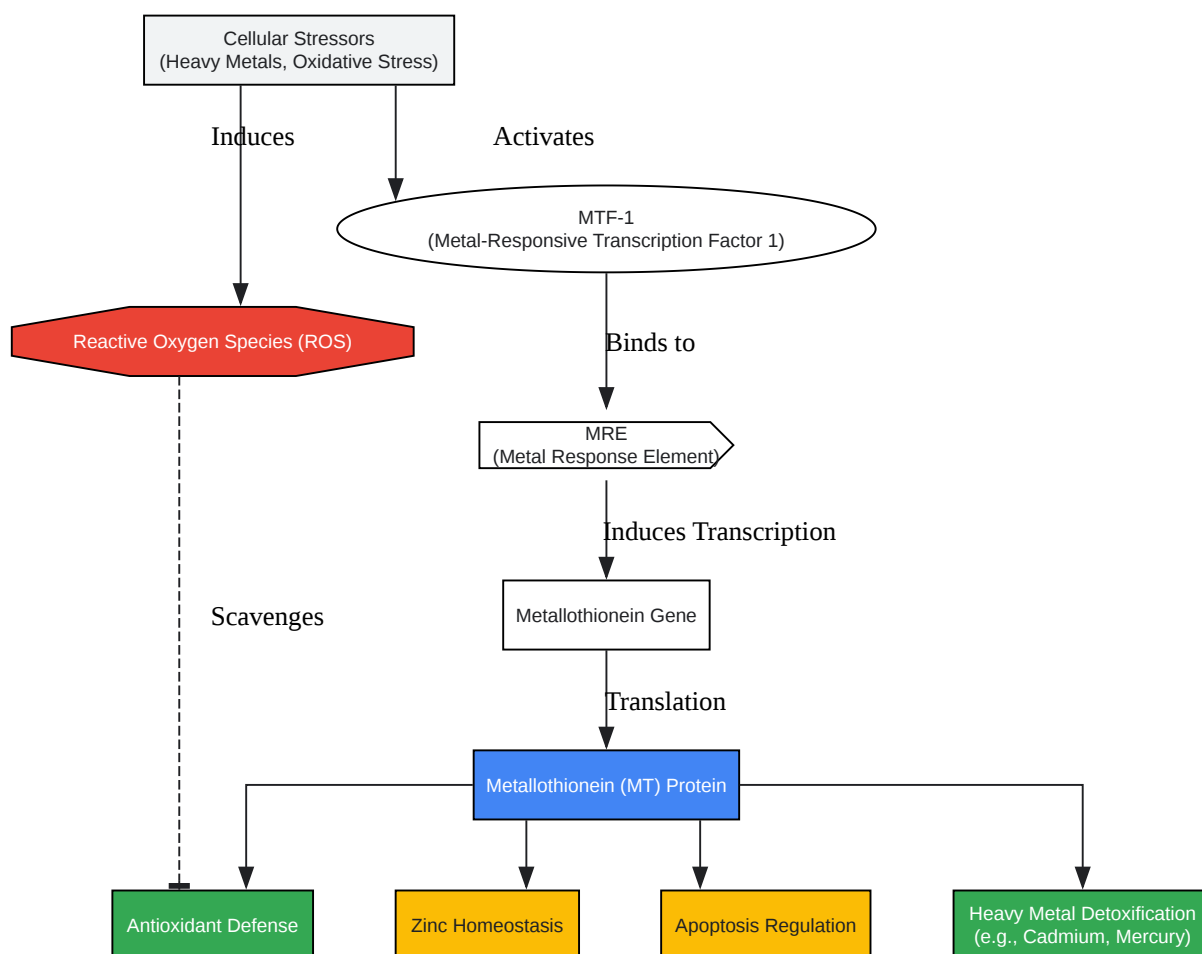 Cellular Stressors
(Heavy Metals, Oxidative Stress)
Induces
Activates
MTF-1
(Metal-Responsive Transcription Factor 1)
Reactive Oxygen Species (ROS)
Binds to
MRE
(Metal Response Element)
Induces Transcription
Metallothionein Gene
Scavenges
Translation
Metallothionein (MT) Protein
Antioxidant Defense
Zinc Homeostasis
Apoptosis Regulation
Heavy Metal Detoxification
(e.g., Cadmium, Mercury)